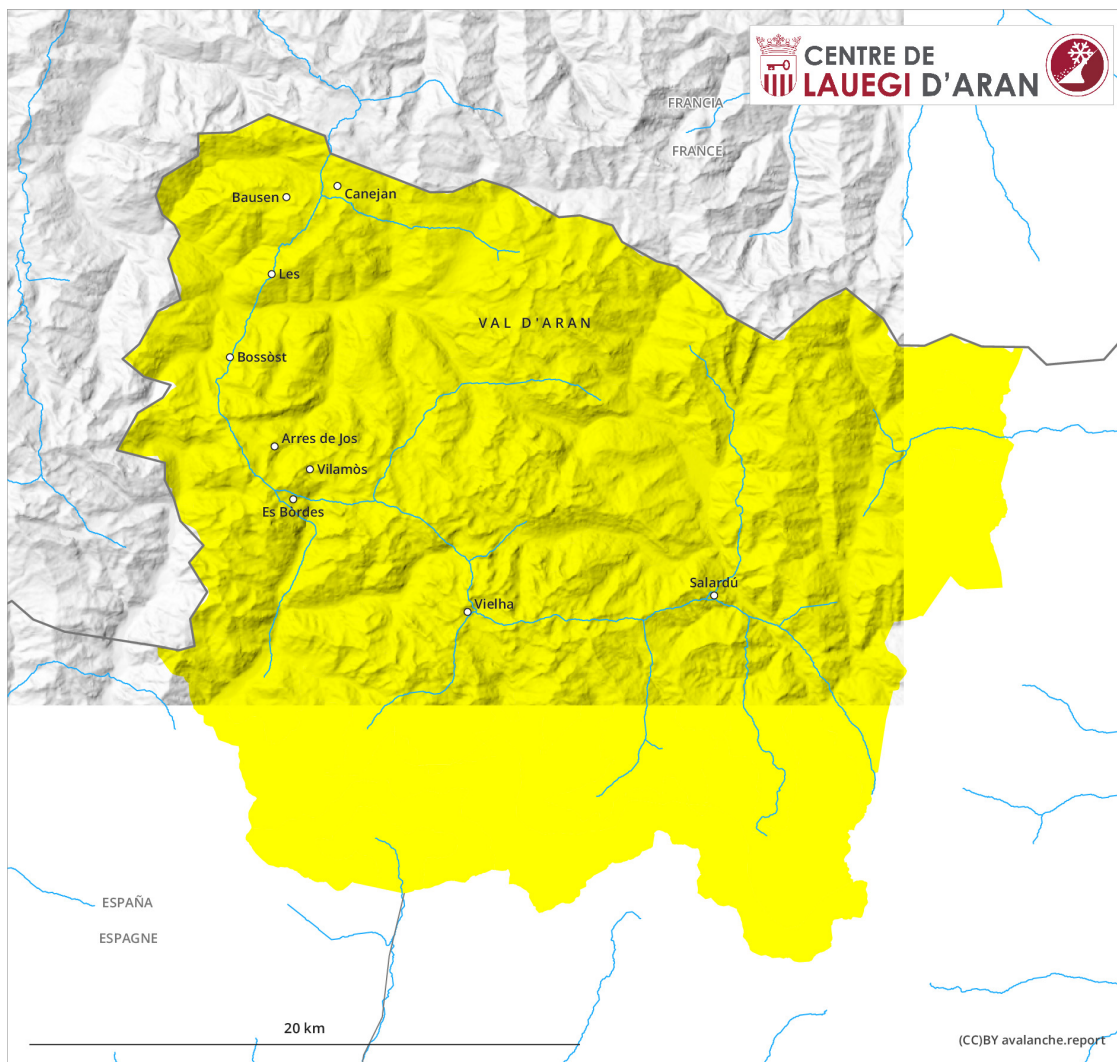 CENTRE DE
LAUEGI D'ARAN
FRANCIA
FRANCE
Bausen
Canejan
Les
VAL D'ARAN
Bossòst
Arres de Jos
Vilamòs
Es Bòrdes
Salardú
Vielha
ESPAÑA
ESPAGNE
20 km
(CC)BY avalanche.report